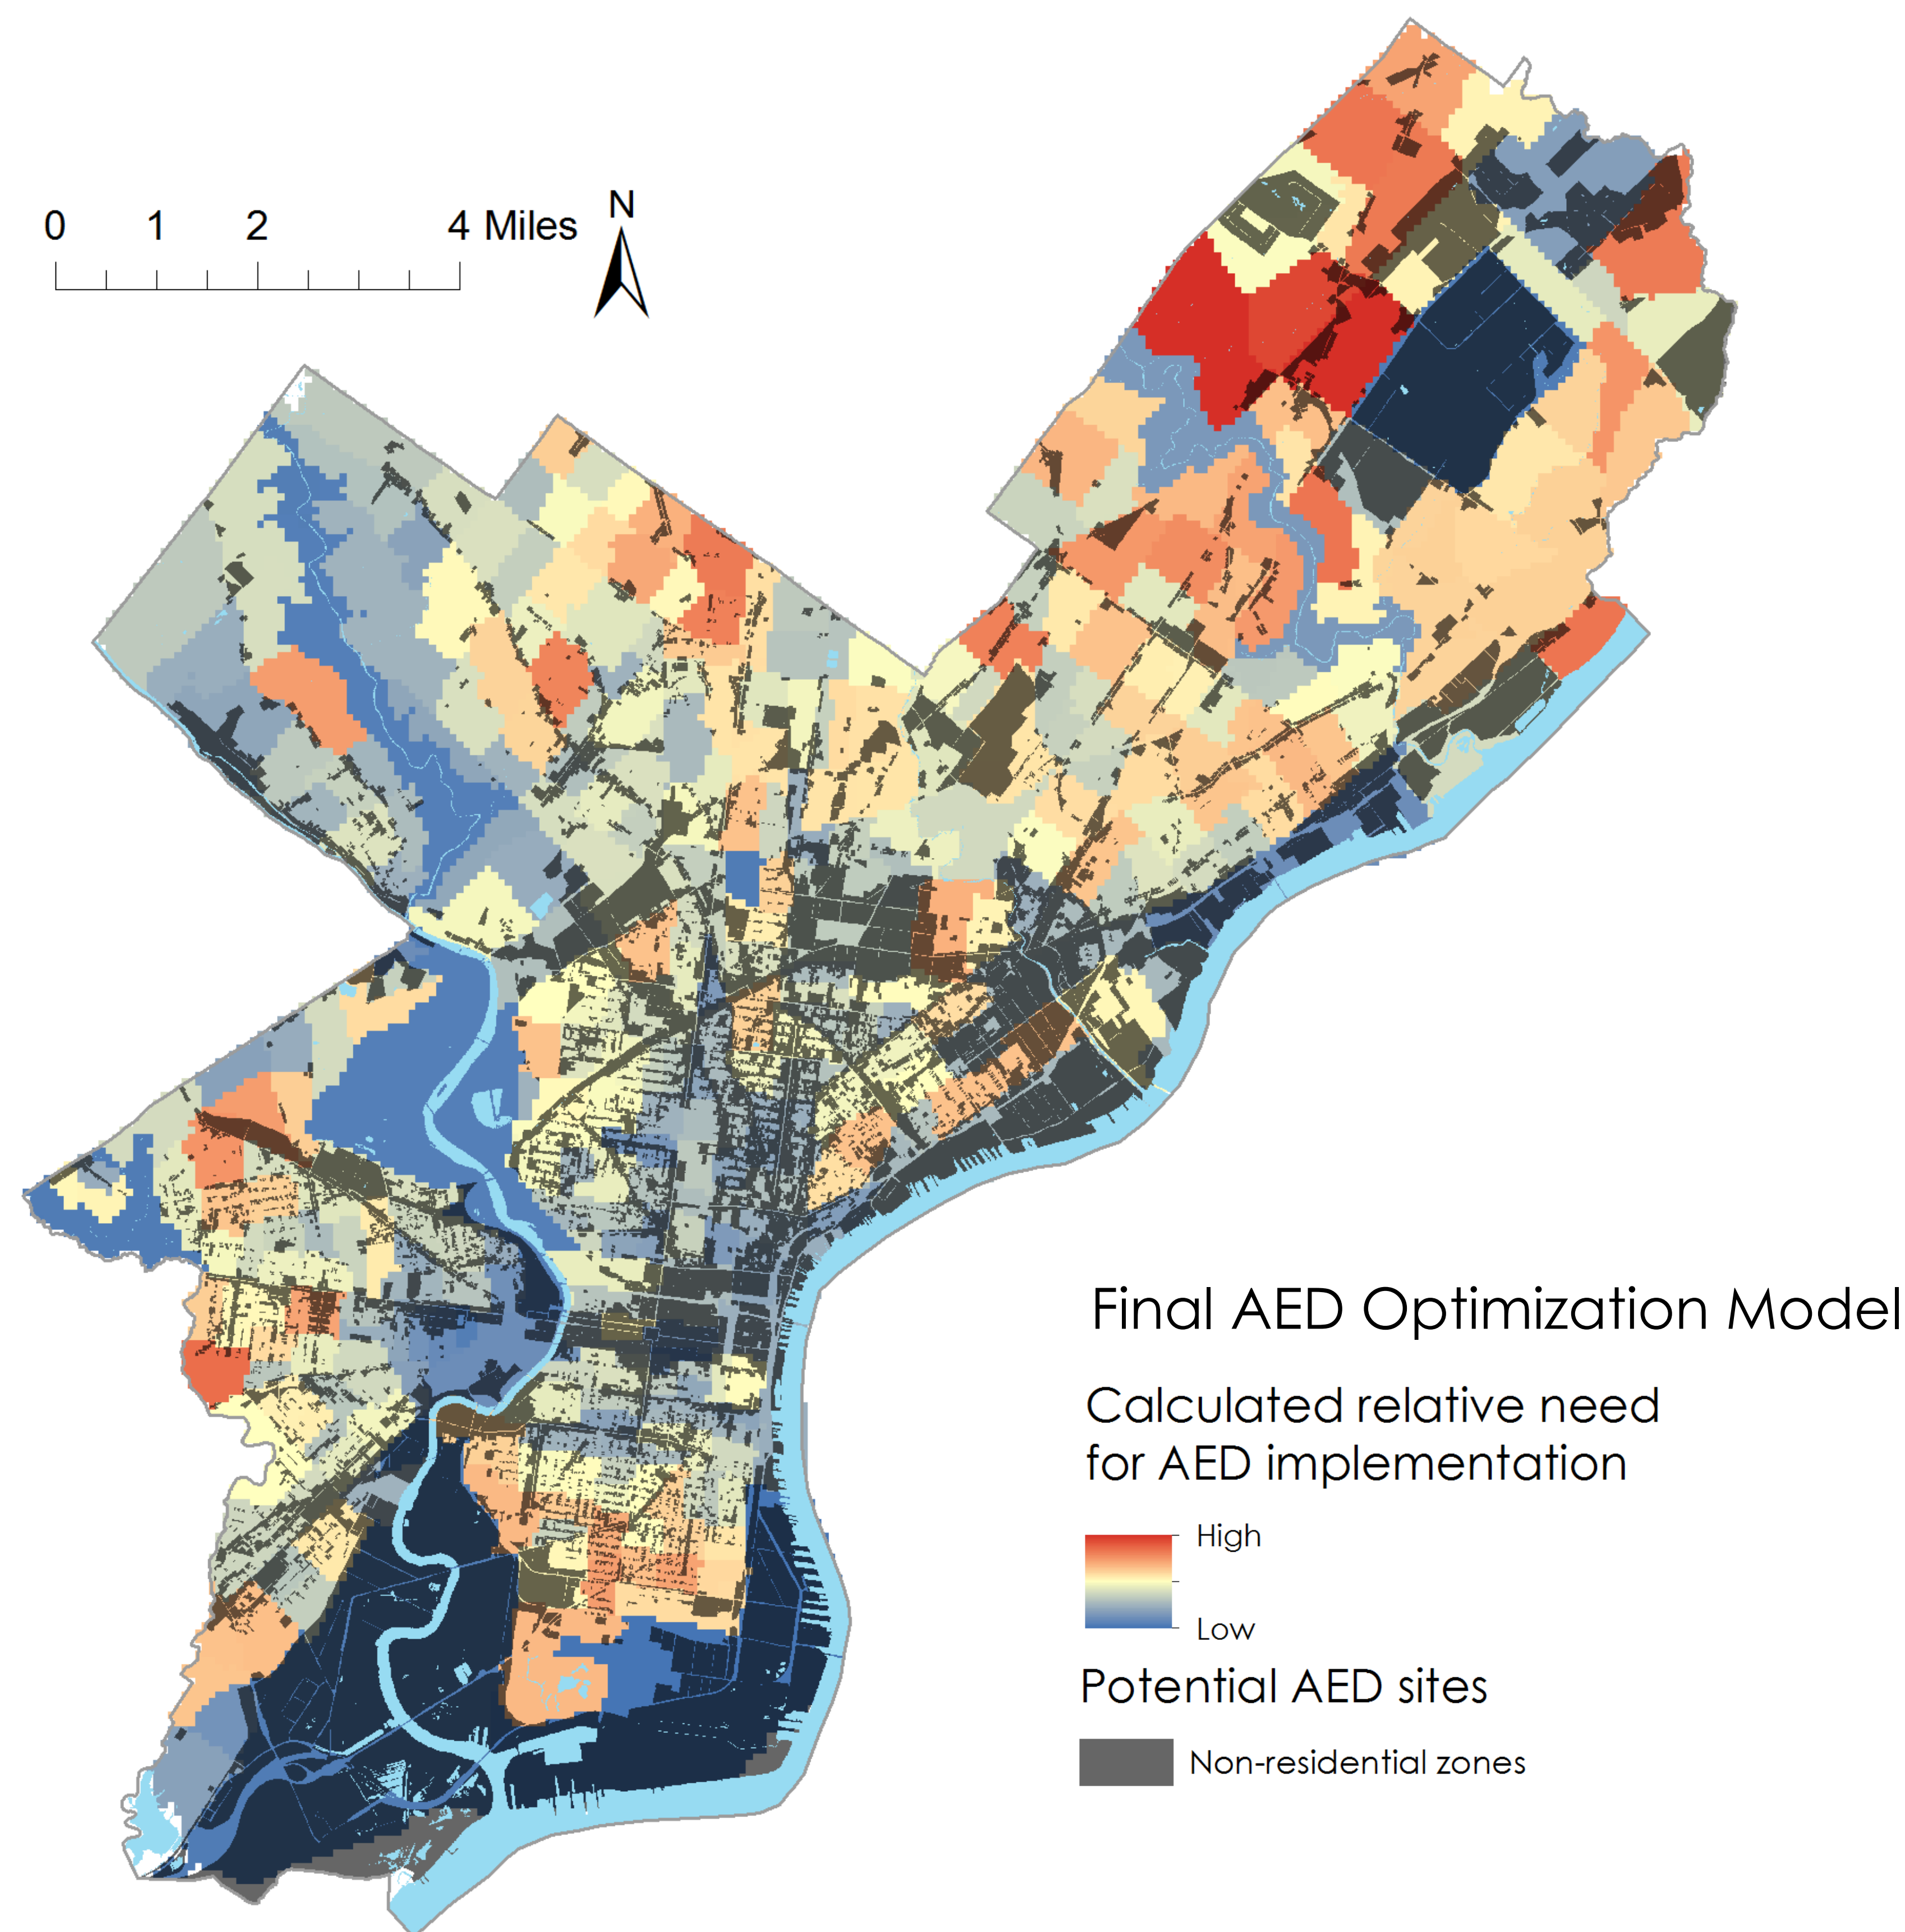 N
0 1 2 4 Miles
Final AED Optimization Model
Calculated relative need
for AED implementation
High
Low
Potential AED sites
Non-residential zones